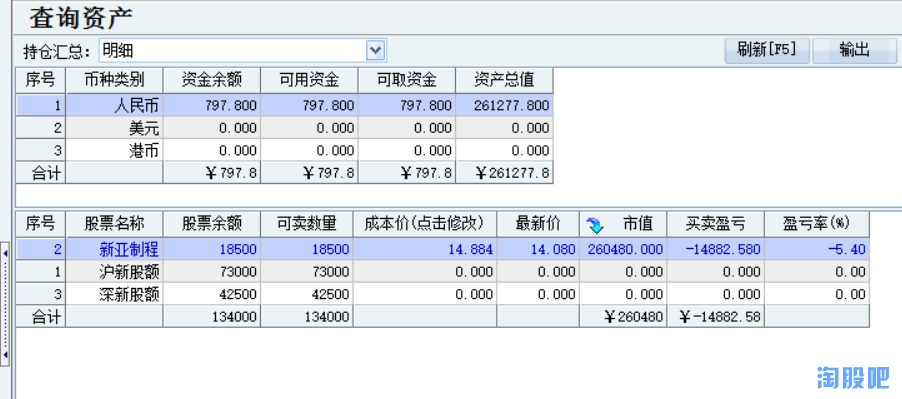 查询资产
持仓汇总: 明细 刷新[F5] 输出
序号 币种类别 资金余额 可用资金 可取资金 资产总值
1 人民币 797.800 797.800 797.800 261277.800
2 美元 0.000 0.000 0.000 0.000
3 港币 0.000 0.000 0.000 0.000
合计 ¥797.8 ¥797.8 ¥797.8 ¥261277.8
序号 股票名称 股票余额 可卖数量 成本价(点击修改) 最新价 市值 买卖盈亏 盈亏率(%)
2 新亚制程 18500 18500 14.884 14.080 260480.000 -14882.580 -5.40
1 沪新股额 73000 73000 0.000 0.000 0.000 0.000 0.00
3 深新股额 42500 42500 0.000 0.000 0.000 0.000 0.00
合计 134000 134000 ¥260480 ¥-14882.58
淘股吧